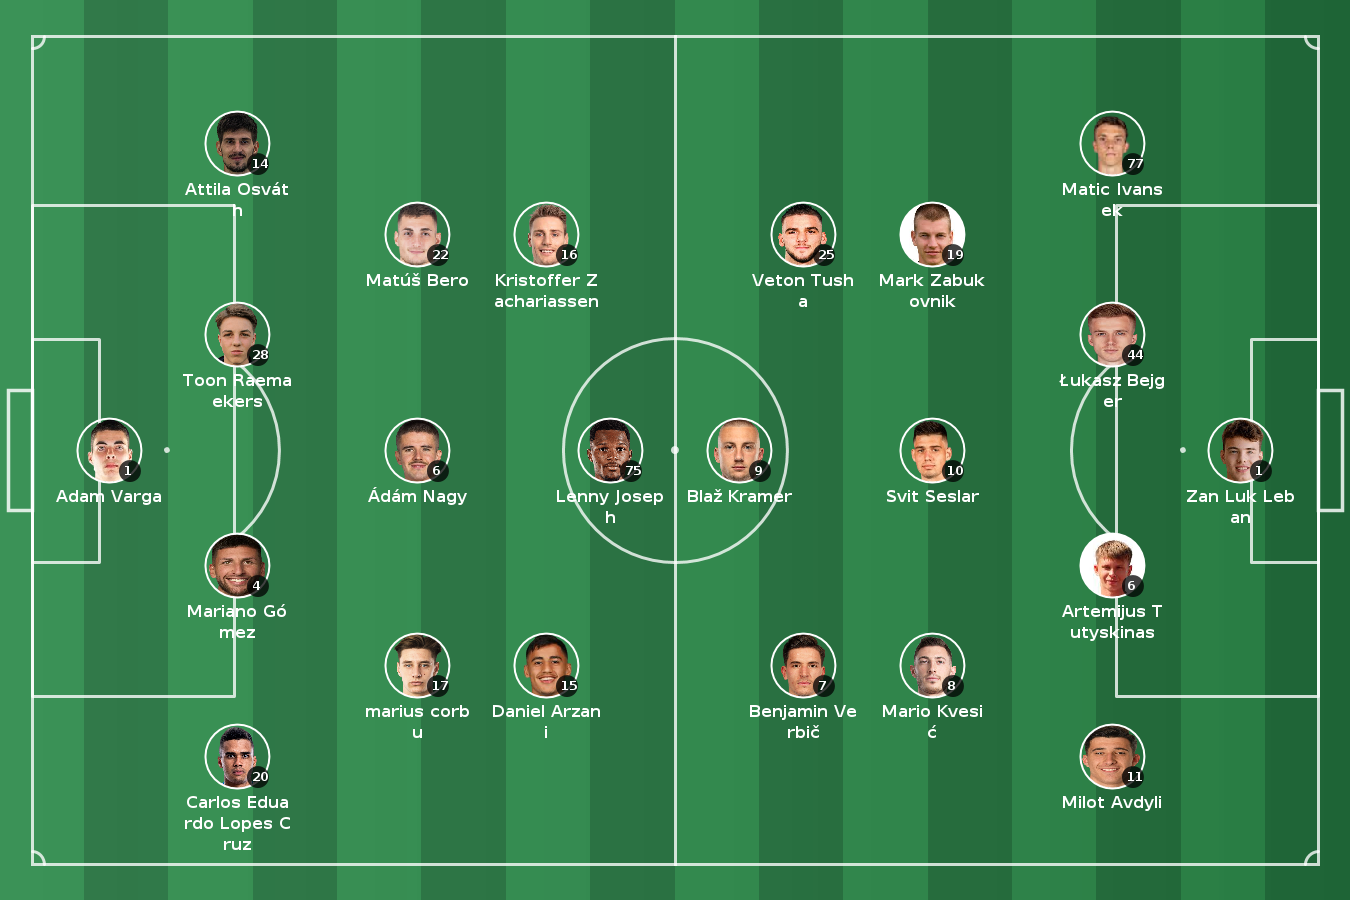 14
Attila Osvát
h
77
Matic Ivans
ek
22
Matúš Bero
16
Kristoffer Z
achariassen
25
Veton Tush
a
19
Mark Zabuk
ovnik
28
Toon Raema
ekers
44
Łukasz Bejg
er
1
Adam Varga
6
Ádám Nagy
75
Lenny Josep
h
9
Blaž Kramer
10
Svit Seslar
1
Zan Luk Leb
an
4
Mariano Gó
mez
6
Artemijus T
utyskinas
17
marius corb
u
15
Daniel Arzan
i
7
Benjamin Ve
rbič
8
Mario Kvesi
ć
20
Carlos Edua
rdo Lopes C
ruz
11
Milot Avdyli